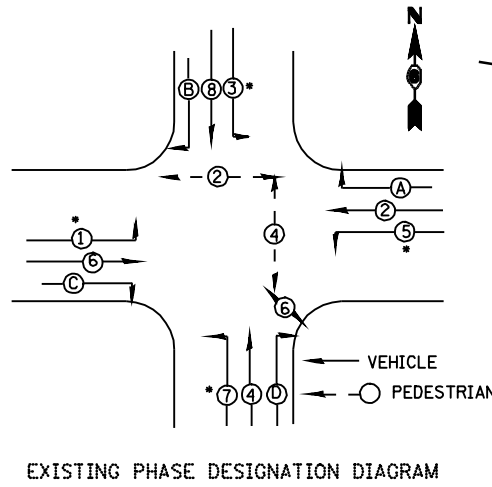 N
B 8 3 *
2
A
* 1
2
4
5 *
6
C
6
VEHICLE
* 7 4 D
PEDESTRIAN
EXISTING PHASE DESIGNATION DIAGRAM